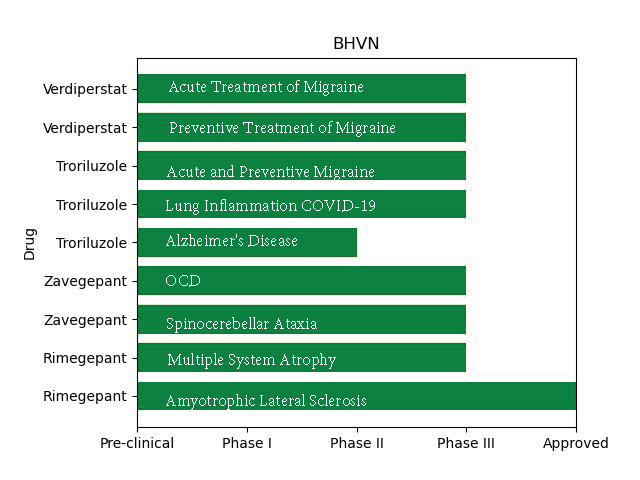 BHVN
Verdiperstat Acute Treatment of Migraine
Verdiperstat Preventive Treatment of Migraine
Troriluzole Acute and Preventive Migraine
Troriluzole Lung Inflammation COVID-19
Troriluzole Alzheimer's Disease
Zavegepant OCD
Zavegepant Spinocerebellar Ataxia
Rimegepant Multiple System Atrophy
Rimegepant Amyotrophic Lateral Sclerosis
Drug
Pre-clinical Phase I Phase II Phase III Approved